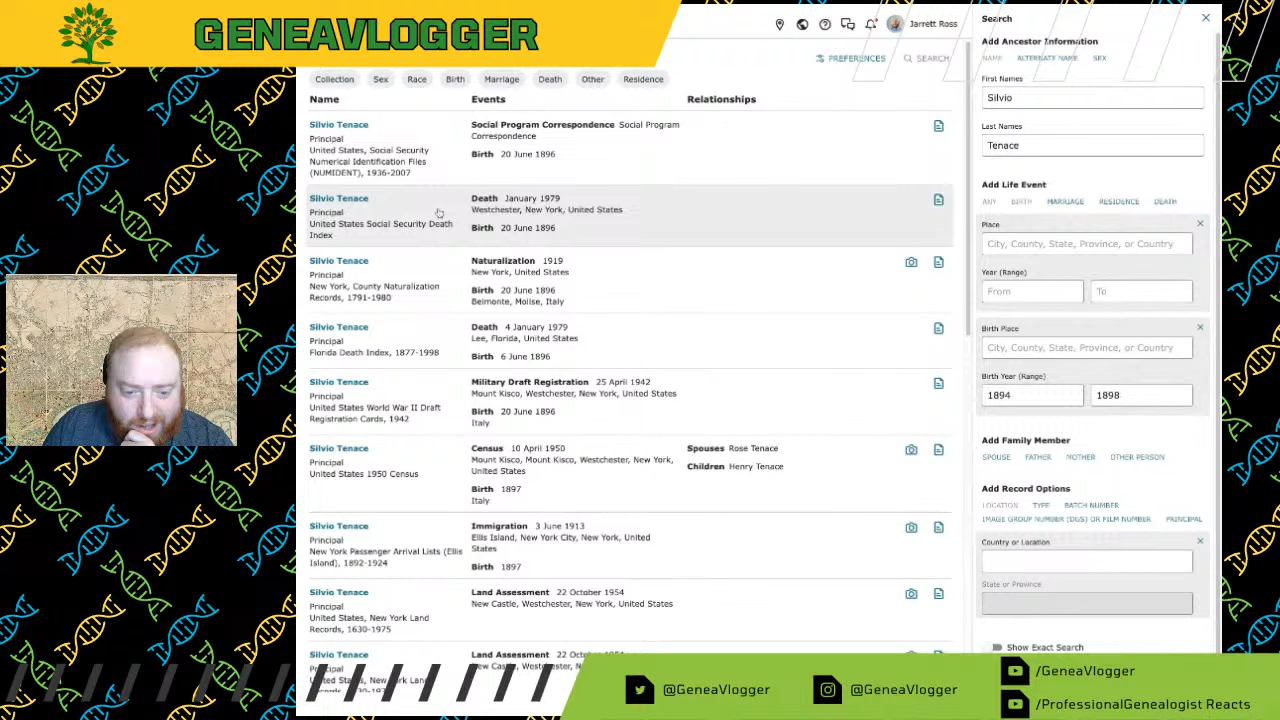 GENEAVLOGGER
Jarrett Ross
PREFERENCES
SEARCH
Collection
Sex
Race
Birth
Marriage
Death
Other
Residence
Name
Events
Relationships
Silvio Tenace
Principal
United States, Social Security
Numerical Identification Files
(NUMIDENT), 1936-2007
Social Program Correspondence Social Program
Correspondence
Birth 20 June 1896
Silvio Tenace
Principal
United States Social Security Death
Index
Death January 1979
Westchester, New York, United States
Birth 20 June 1896
Silvio Tenace
Principal
New York, County Naturalization
Records, 1791-1980
Naturalization 1919
New York, United States
Birth 20 June 1896
Belmonte, Molise, Italy
Silvio Tenace
Principal
Florida Death Index, 1877-1998
Death 4 January 1979
Lee, Florida, United States
Birth 6 June 1896
Silvio Tenace
Principal
United States World War II Draft
Registration Cards, 1942
Military Draft Registration 25 April 1942
Mount Kisco, Westchester, New York, United States
Birth 20 June 1896
Italy
Silvio Tenace
Principal
United States 1950 Census
Census 10 April 1950
Mount Kisco, Mount Kisco, Westchester, New York,
United States
Birth 1897
Italy
Spouses Rose Tenace
Children Henry Tenace
Silvio Tenace
Principal
New York Passenger Arrival Lists (Ellis
Island), 1892-1924
Immigration 3 June 1913
Ellis Island, New York City, New York, United
States
Birth 1897
Silvio Tenace
Principal
United States, New York Land
Records, 1630-1975
Land Assessment 22 October 1954
New Castle, Westchester, New York, United States
Silvio Tenace
Principal
United States, New York Land
Land Assessment
New Castle, Westchester, New York, United States
Search
Add Ancestor Information
NAME
ALTERNATE NAME
SEX
First Names
Silvio
Last Names
Tenace
Add Life Event
ANY
BIRTH
MARRIAGE
RESIDENCE
DEATH
Place
City, County, State, Province, or Country
Year (Range)
From
To
Birth Place
City, County, State, Province, or Country
Birth Year (Range)
1894
1898
Add Family Member
SPOUSE
FATHER
MOTHER
OTHER PERSON
Add Record Options
LOCATION
TYPE
BATCH NUMBER
IMAGE GROUP NUMBER (DGS) OR FILM NUMBER
PRINCIPAL
Country or Location
State or Province
Show Exact Search
@GeneaVlogger
@GeneaVlogger
/GeneaVlogger
/ProfessionalGenealogist Reacts